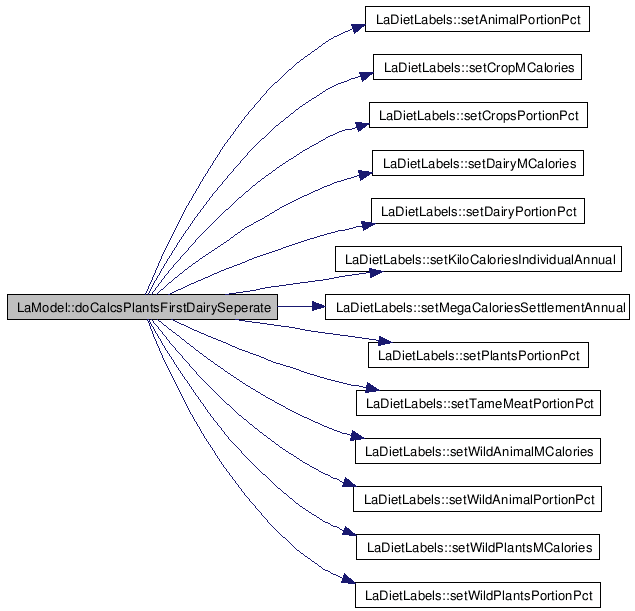 LaDietLabels::setAnimalPortionPct
LaDietLabels::setCropMCalories
LaDietLabels::setCropsPortionPct
LaDietLabels::setDairyMCalories
LaDietLabels::setDairyPortionPct
LaDietLabels::setKiloCaloriesIndividualAnnual
LaModel::doCalcsPlantsFirstDairySeperate
LaDietLabels::setMegaCaloriesSettlementAnnual
LaDietLabels::setPlantsPortionPct
LaDietLabels::setTameMeatPortionPct
LaDietLabels::setWildAnimalMCalories
LaDietLabels::setWildAnimalPortionPct
LaDietLabels::setWildPlantsMCalories
LaDietLabels::setWildPlantsPortionPct